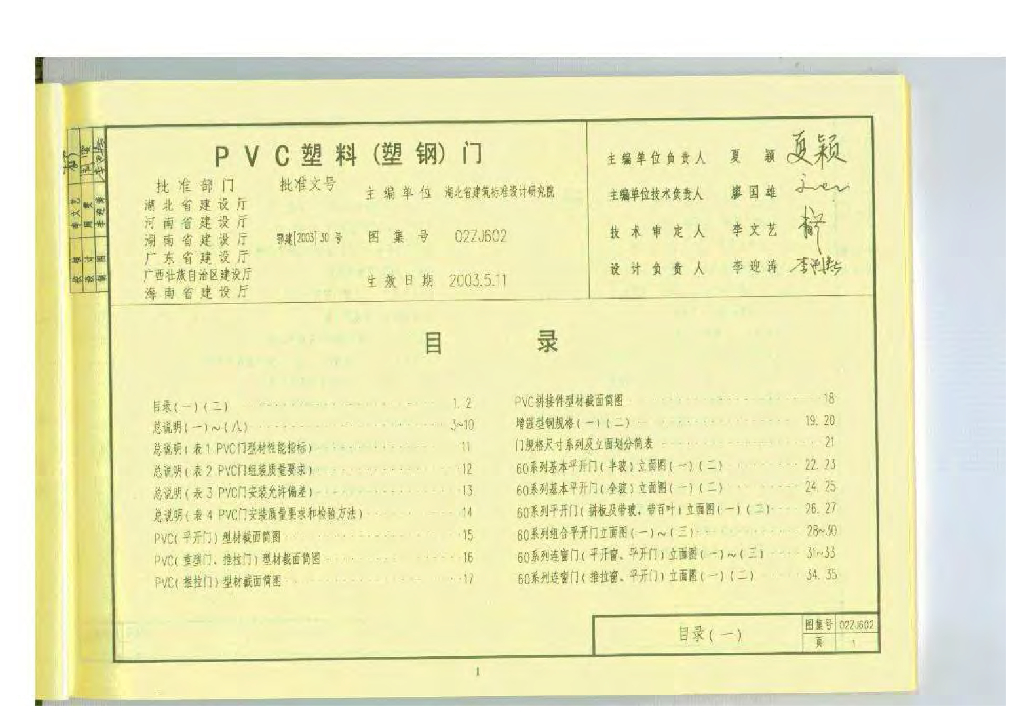 PVC塑料(塑钢)门
批准部门
湖北省建设厅
河南省建设厅
湖南省建设厅
广东省建设厅
广西壮族自治区建设厅
海南省建设厅
批准文号
鄂建[2003]30号
主编单位 湖北省建筑标准设计研究院
图集号 02ZJ602
生效日期 2003.5.11
主编单位负责人 夏颖 夏颖
主编单位技术负责人 廖国雄
技术审定人 李文艺
设计负责人 李迎涛
目录
目录(一)(二) 1、2
总说明(一)~(八) 3~10
总说明(表1 PVC门型材性能指标) 11
总说明(表2 PVC门组装质量要求) 12
总说明(表3 PVC门安装允许偏差) 13
总说明(表4 PVC门安装质量要求和检验方法) 14
PVC(平开门)型材截面简图 15
PVC(推拉门)型材截面简图 17
PVC拼接件型材截面简图 18
增强型钢规格(一)(二) 19、20
门规格尺寸系列及立面划分简表 21
60系列基本平开门(半玻)立面图(一)(二) 22、23
60系列基本平开门(全玻)立面图(一)(二) 24、25
60系列平开门(拼板及带玻、带百叶)立面图(一)(二) 26、27
60系列组合平开门立面图(一)~(三) 28~30
60系列连窗门(平开窗、平开门)立面图(一)~(三) 31~33
60系列连窗门(推拉窗、平开门)立面图(一)(二) 34、35
目录(一)
图集号 02ZJ602
页 1
1